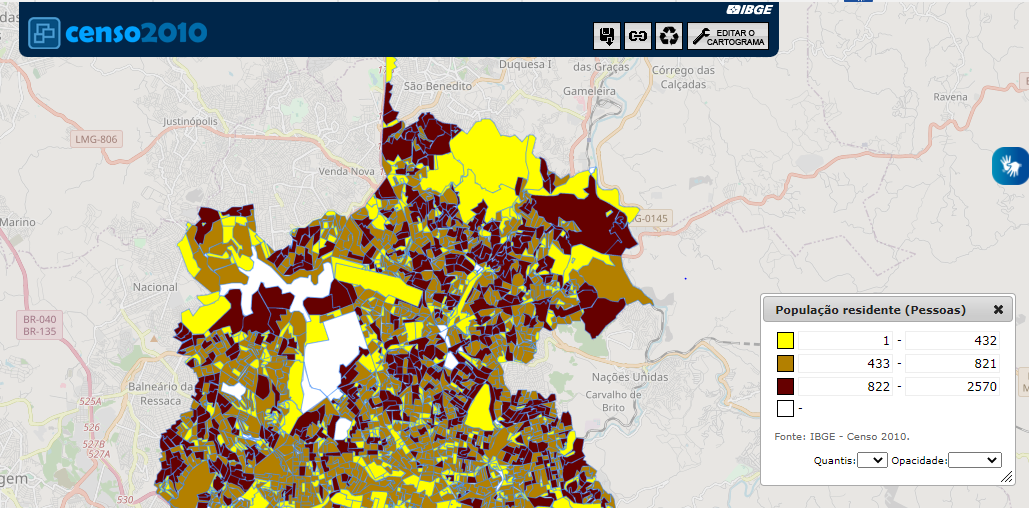 IBGE
censo2010
EDITAR O
CARTOGRAMA
Duquesa I
das Graças
Córrego das
Calçadas
São Benedito
Gameleira
Ravena
Justinópolis
LMG-806
Venda Nova
Marino
MG-0145
Nacional
BR-040
BR-135
População residente (Pessoas)
1 - 432
433 - 821
822 - 2570
-
Fonte: IBGE - Censo 2010.
Quantis:
Opacidade:
Nações Unidas
Carvalho de
Brito
Balneário da
Ressaca
525A
526
527B
527A
530
gem